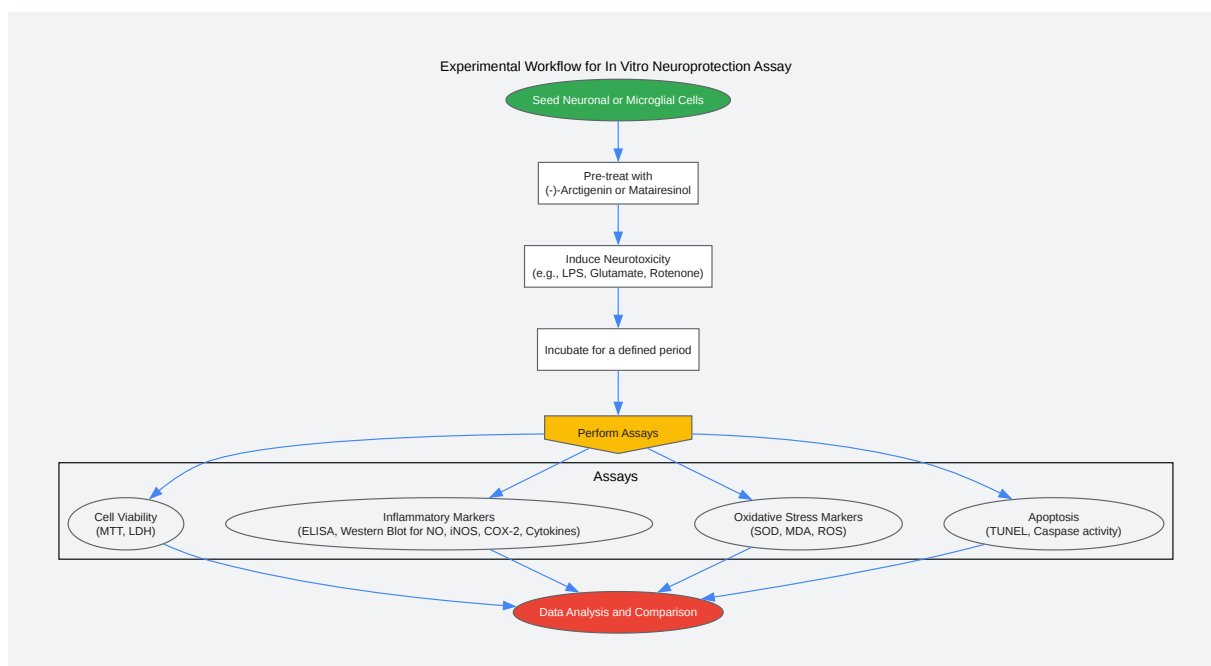 Experimental Workflow for In Vitro Neuroprotection Assay
Seed Neuronal or Microglial Cells
Pre-treat with
(-)-Arctigenin or Matairesinol
Induce Neurotoxicity
(e.g., LPS, Glutamate, Rotenone)
Incubate for a defined period
Perform Assays
Assays
Cell Viability
(MTT, LDH)
Inflammatory Markers
(ELISA, Western Blot for NO, iNOS, COX-2, Cytokines)
Oxidative Stress Markers
(SOD, MDA, ROS)
Apoptosis
(TUNEL, Caspase activity)
Data Analysis and Comparison